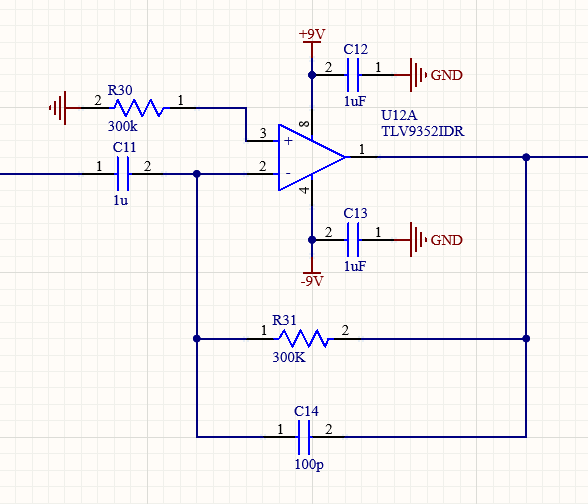 +9V
C12
2 1
GND
1uF
R30
2 1
300k
8
U12A
TLV9352IDR
3
+
1
C11
1 2
1u
2
-
4
C13
2 1
GND
1uF
-9V
R31
1 2
300K
C14
1 2
100p